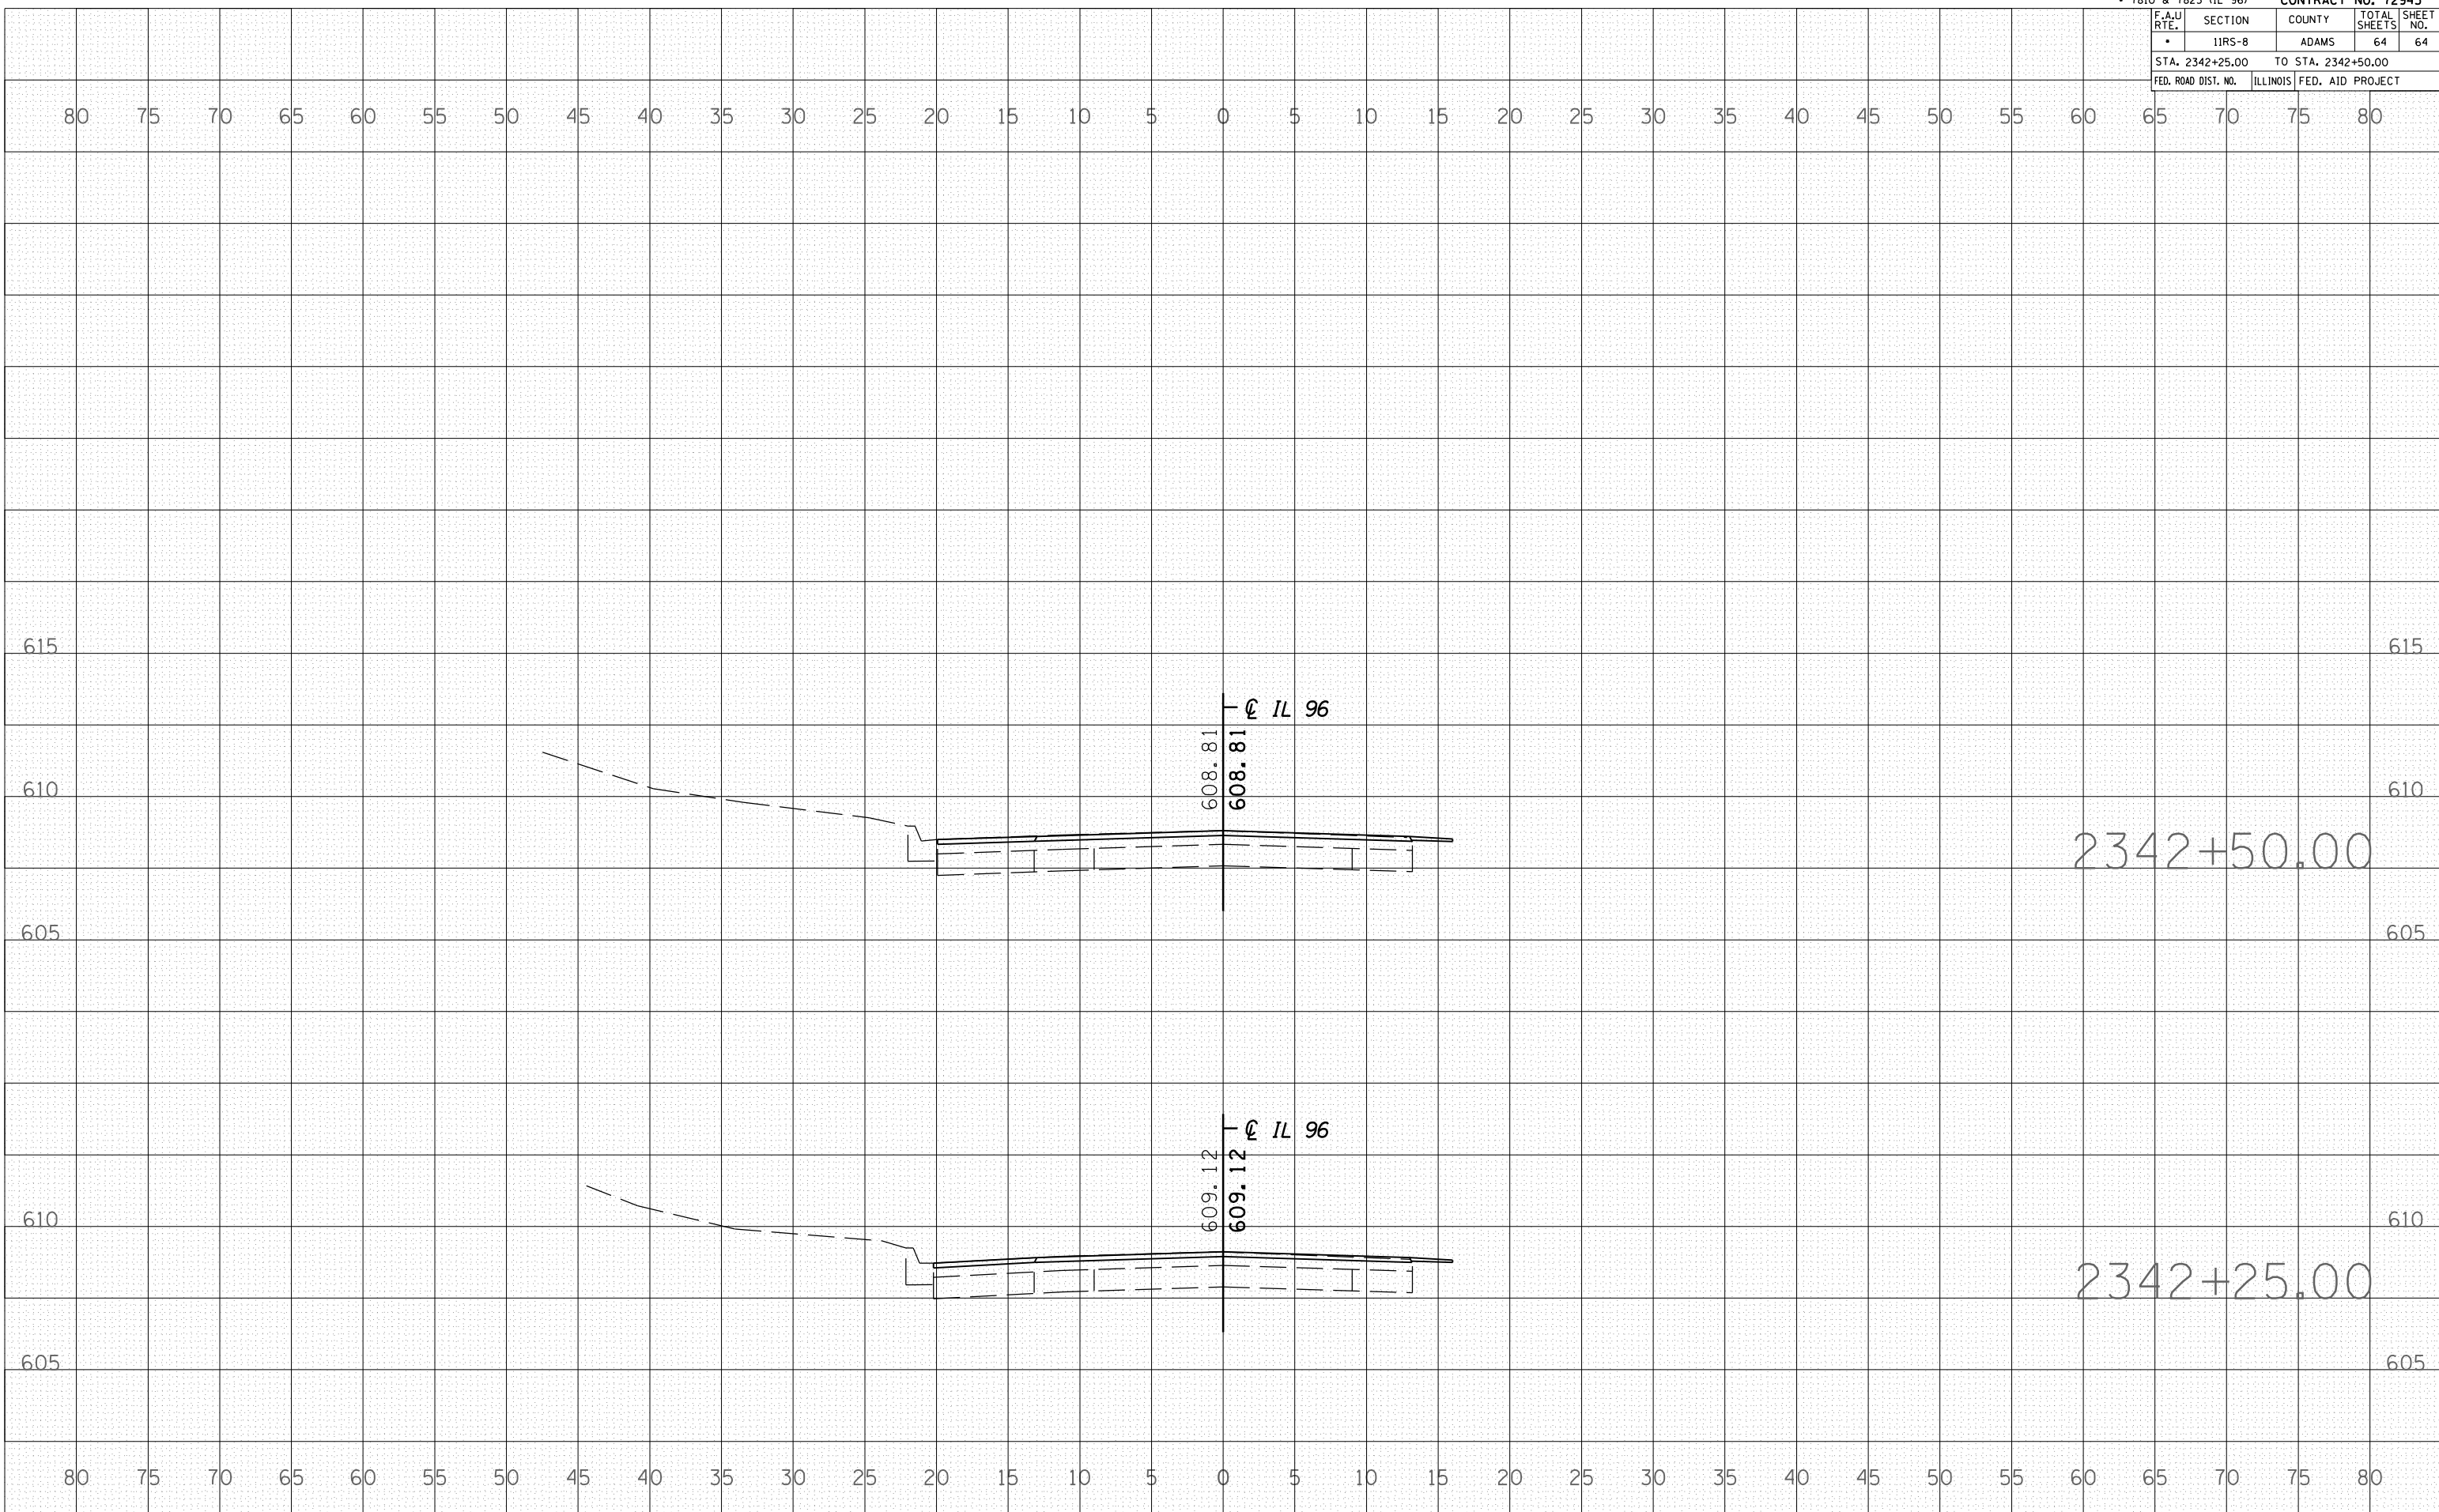 CONTRACT NO. 72945
F.A.U RTE. SECTION COUNTY TOTAL SHEETS SHEET NO.
* 11RS-8 ADAMS 64 64
STA. 2342+25.00 TO STA. 2342+50.00
FED. ROAD DIST. NO. ILLINOIS FED. AID PROJECT
80 75 70 65 60 55 50 45 40 35 30 25 20 15 10 5 0 5 10 15 20 25 30 35 40 45 50 55 60 65 70 75 80
615 615
℄ IL 96
608.81 608.81
610 610
2342+50.00
605 605
℄ IL 96
609.12 609.12
610 610
2342+25.00
605 605
80 75 70 65 60 55 50 45 40 35 30 25 20 15 10 5 0 5 10 15 20 25 30 35 40 45 50 55 60 65 70 75 80